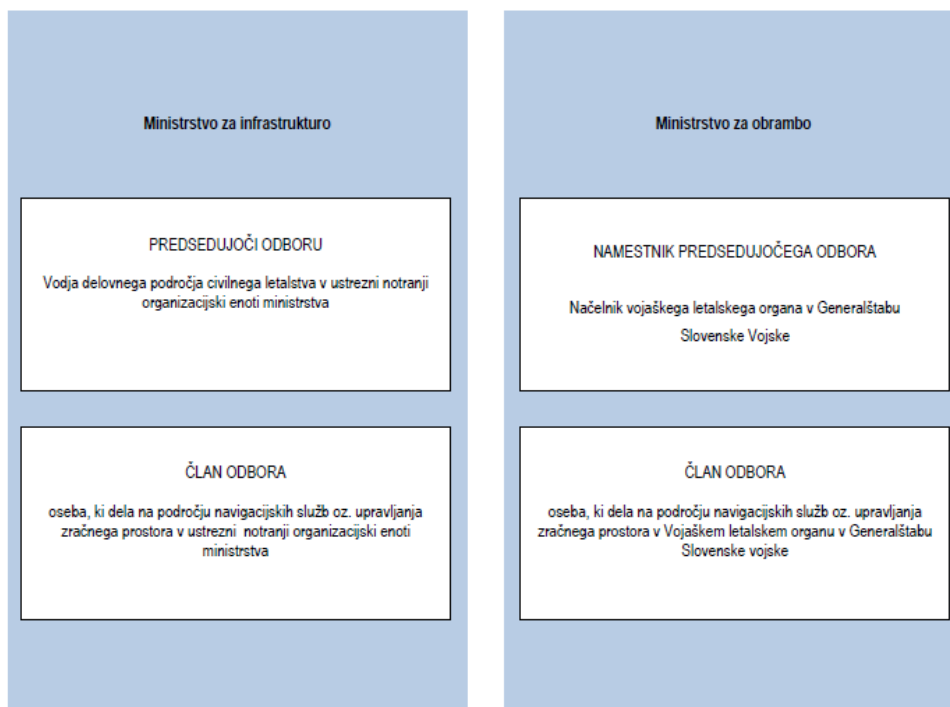 Ministrstvo za infrastrukturo
PREDSEDUJOČI ODBORU
Vodja delovnega področja civilnega letalstva v ustrezni notranji
organizacijski enoti ministrstva
ČLAN ODBORA
oseba, ki dela na področju navigacijskih služb oz. upravljanja
zračnega prostora v ustrezni notranji organizacijski enoti
ministrstva
Ministrstvo za obrambo
NAMESTNIK PREDSEDUJOČEGA ODBORA
Načelnik vojaškega letalskega organa v Generalštabu
Slovenske Vojske
ČLAN ODBORA
oseba, ki dela na področju navigacijskih služb oz. upravljanja
zračnega prostora v Vojaškem letalskem organu v Generalštabu
Slovenske vojske